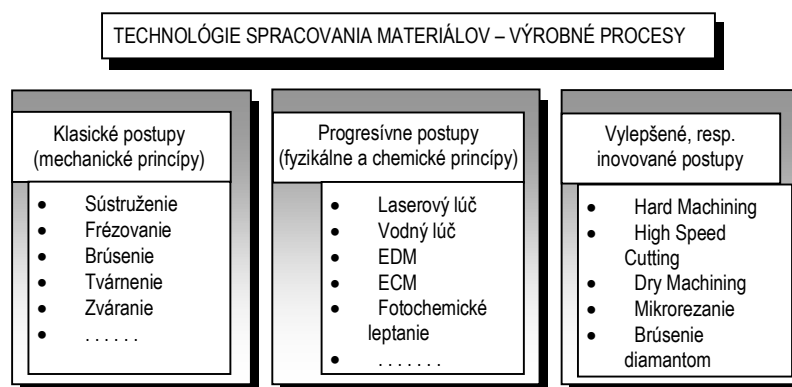 TECHNOLÓGIE SPRACOVANIA MATERIÁLOV – VÝROBNÉ PROCESY
Klasické postupy
(mechanické princípy)
• Sústruženie
• Frézovanie
• Brúsenie
• Tvárnenie
• Zváranie
• . . . . . .
Progresívne postupy
(fyzikálne a chemické princípy)
• Laserový lúč
• Vodný lúč
• EDM
• ECM
• Fotochemické
leptanie
• . . . . . . .
Vylepšené, resp.
inovované postupy
• Hard Machining
• High Speed
Cutting
• Dry Machining
• Mikrorezanie
• Brúsenie
diamantom